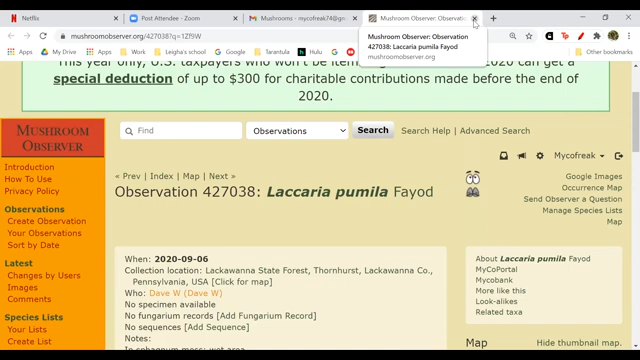 Netflix
Post Attendee - Zoom
Mushrooms - mycofreak74@gn
Mushroom Observer: Observatio
mushroomobserver.org/427038?q=1Zf9W
Mushroom Observer: Observation
427038: Laccaria pumila Fayod
mushroomobserver.org
Work
Leigha's school
Tarantula
Hulu
Other bookmarks
This year only, U.S. taxpayers who won't be
2020 can get a
special deduction of up to $300 for charitable contributions made before the end of
2020.
MUSHROOM
OBSERVER
Find
Observations
Search
Search Help | Advanced Search
Mycofreak
Introduction
How To Use
Privacy Policy
« Prev | Index | Map | Next »
Observation 427038: Laccaria pumila Fayod
Google Images
Occurrence Map
Send Observer a Question
Manage Species Lists
Map
Observations
Create Observation
Your Observations
Sort by Date
Latest
Changes by Users
Images
Comments
Species Lists
Your Lists
Create List
When: 2020-09-06
Collection location: Lackawanna State Forest, Thornhurst, Lackawanna Co.,
Pennsylvania, USA [Click for map]
Who: Dave W (Dave W)
No specimen available
No fungarium records [Add Fungarium Record]
No sequences [Add Sequence]
Notes:
In sphagnum moss; wet area
About Laccaria pumila Fayod
MyCoPortal
Mycobank
More like this
Look-alikes
Related taxa
Map
Hide thumbnail map.